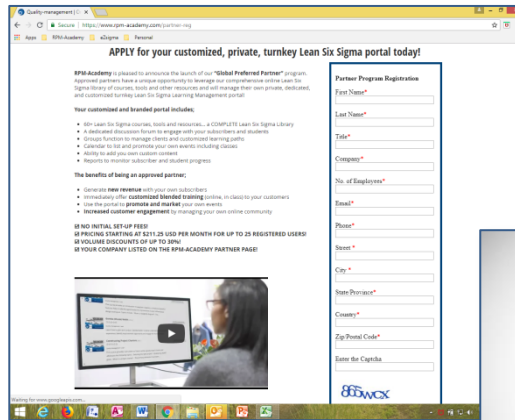 Quality-management | G
Secure | https://www.rpm-academy.com/partner-reg
Apps RPM-Academy eZsigma Personal
APPLY for your customized, private, turnkey Lean Six Sigma portal today!
RPM-Academy is pleased to announce the launch of our "Global Preferred Partner" program.
Approved partners have a unique opportunity to leverage our comprehensive online Lean Six
Sigma library of courses, tools and other resources and will manage their own private, dedicated,
and customized turnkey Lean Six Sigma Learning Management portal!
Your customized and branded portal includes;
60+ Lean Six Sigma courses, tools and resources... a COMPLETE Lean Six Sigma Library
A dedicated discussion forum to engage with your subscribers and students
Groups function to manage clients and customized learning paths
Calendar to list and promote your own events including classes
Ability to add you own custom content
Reports to monitor subscriber and student progress
The benefits of being an approved partner;
Generate new revenue with your own subscribers
Immediately offer customized blended training (online, in class) to your customers
Use the portal to promote and market your own events
Increased customer engagement by managing your own online community
☑ NO INITIAL SET-UP FEES!
☑ PRICING STARTING AT $211.25 USD PER MONTH FOR UP TO 25 REGISTERED USERS!
☑ VOLUME DISCOUNTS OF UP TO 30%!
☑ YOUR COMPANY LISTED ON THE RPM-ACADEMY PARTNER PAGE!
Partner Program Registration
First Name*
Last Name*
Title*
Company*
No. of Employees*
Email*
Phone*
Street *
City *
State/Province*
Country*
Zip/Postal Code*
Enter the Captcha
865wcx
Waiting for www.googleapis.com...